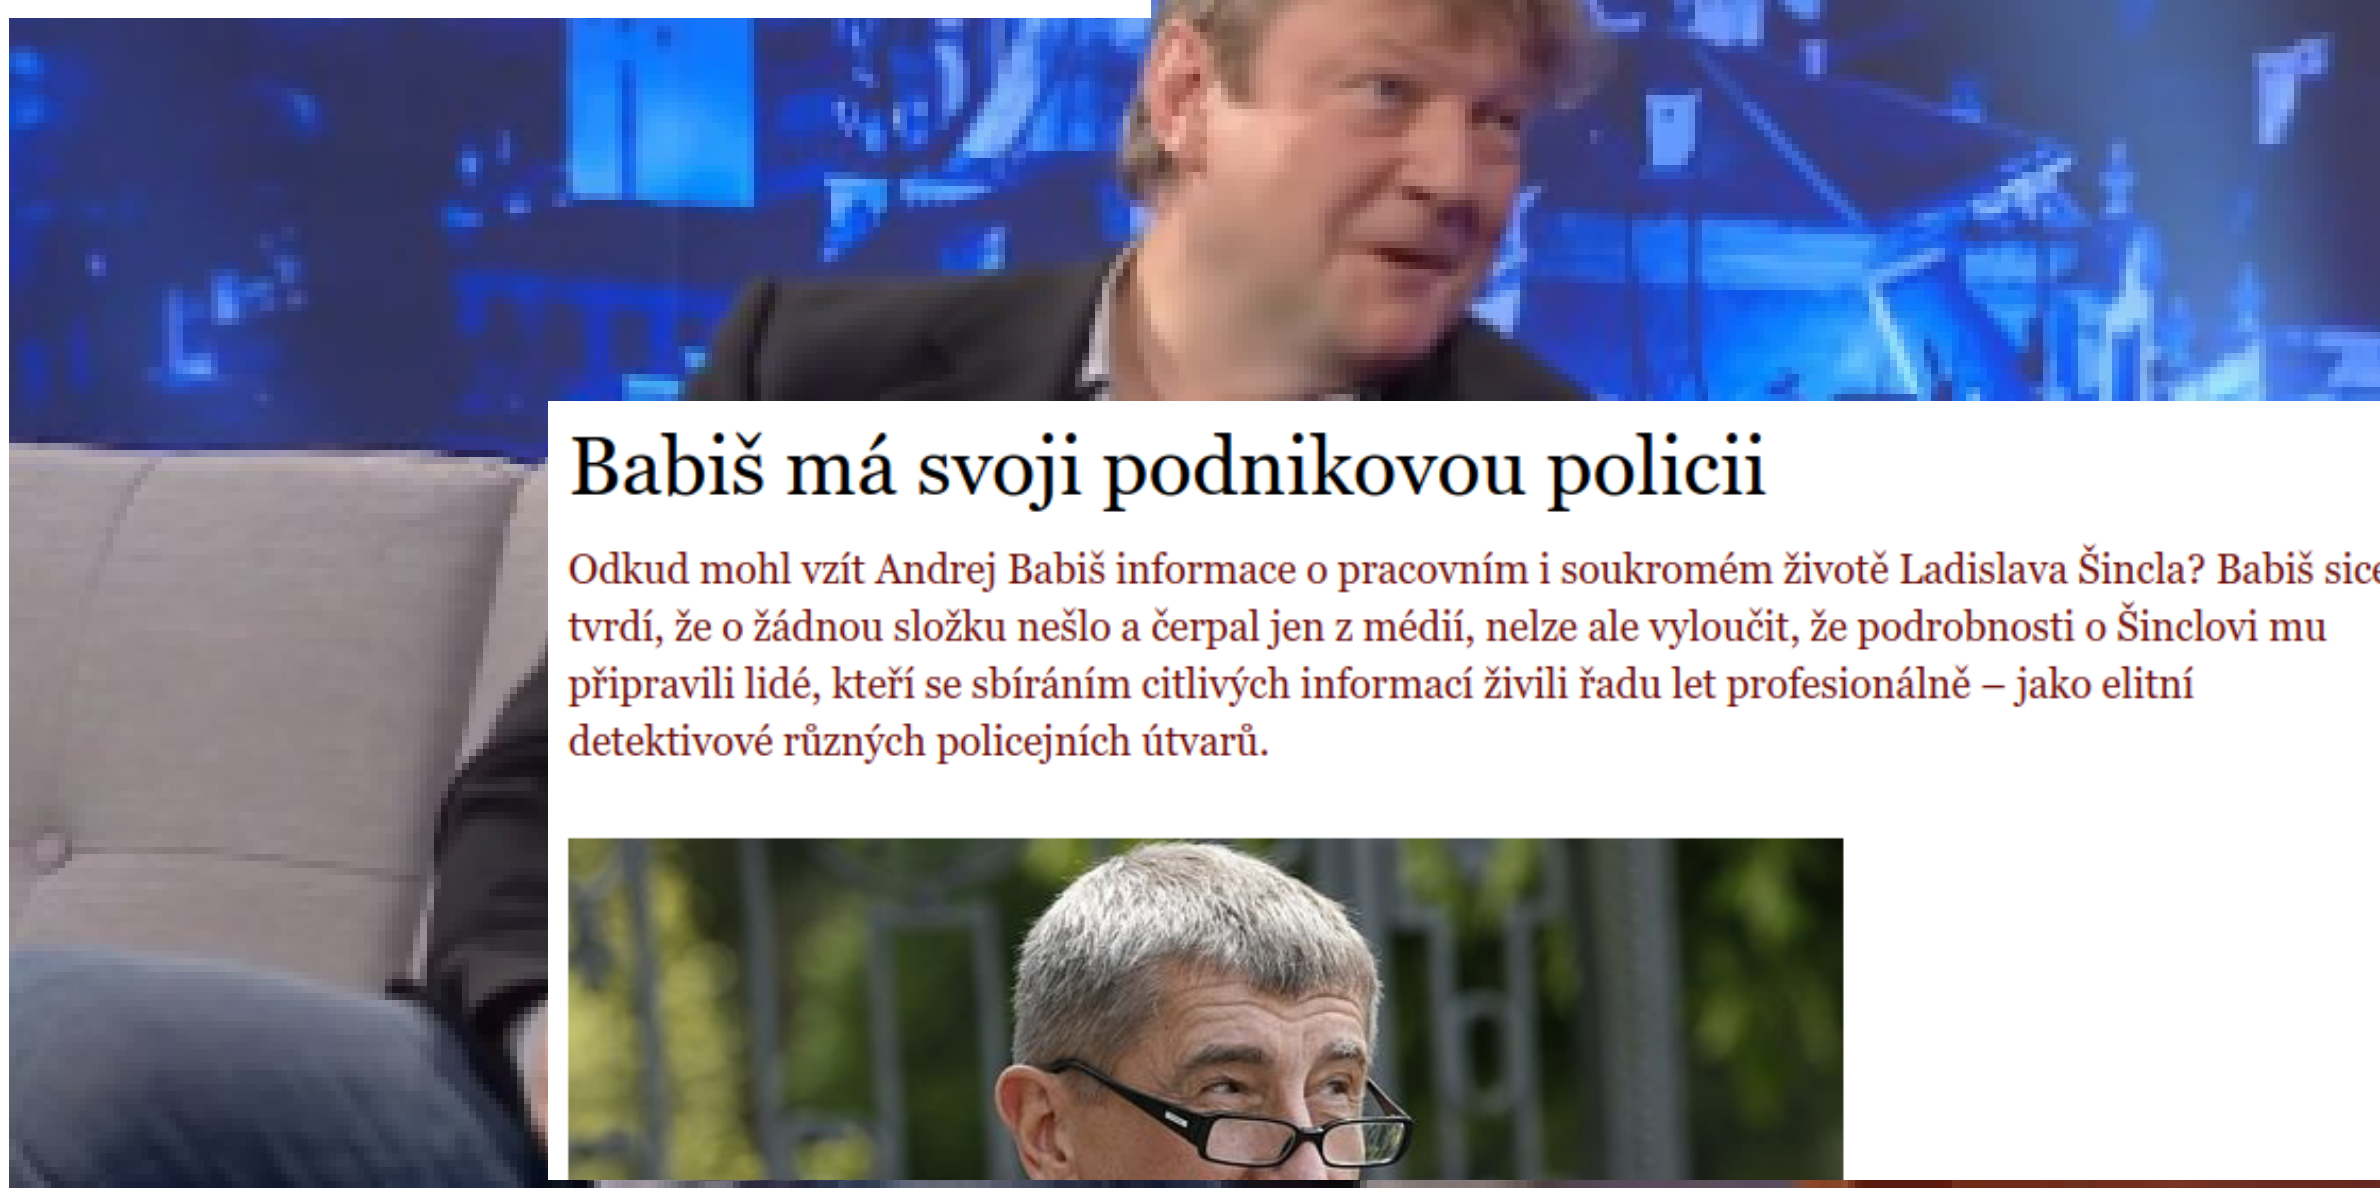 Babiš má svoji podnikovou policii
Odkud mohl vzít Andrej Babiš informace o pracovním i soukromém životě Ladislava Šincla? Babiš sice
tvrdí, že o žádnou složku nešlo a čerpal jen z médií, nelze ale vyloučit, že podrobnosti o Šinclovi mu
připravili lidé, kteří se sbíráním citlivých informací živili řadu let profesionálně – jako elitní
detektivové různých policejních útvarů.